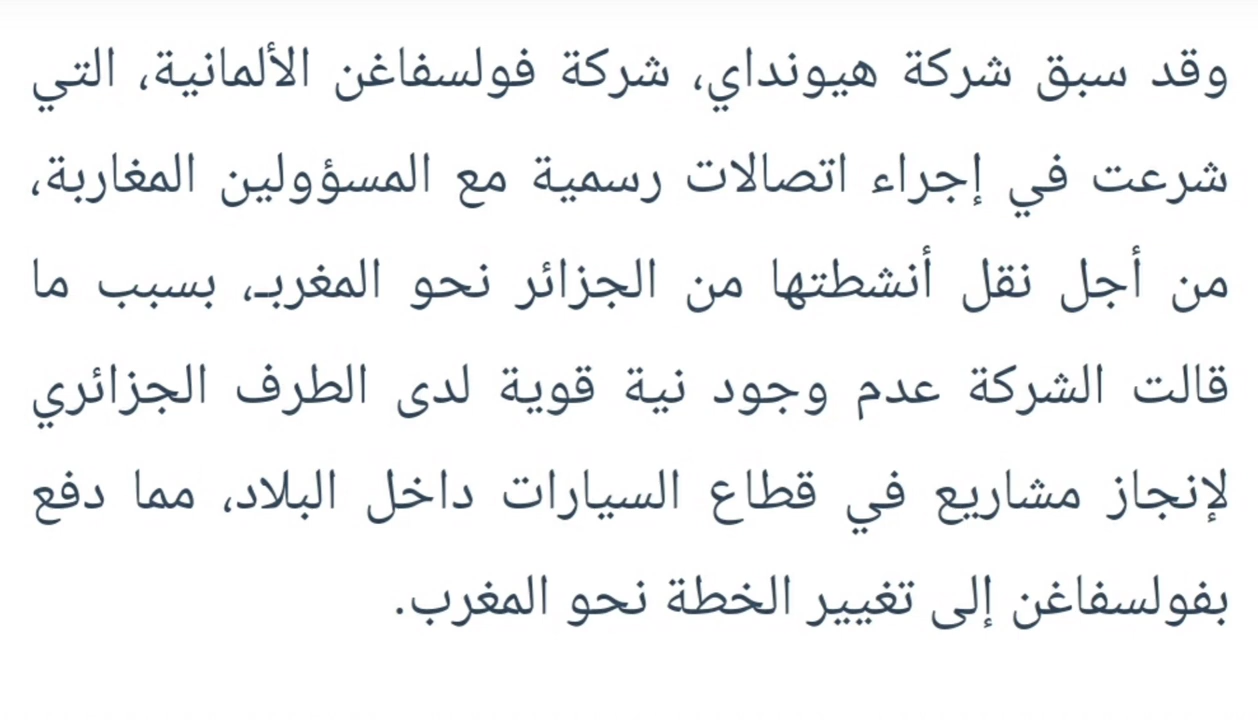 وقد سبق شركة هيونداي، شركة فولسفاغن الألمانية، التي
شرعت في إجراء اتصالات رسمية مع المسؤولين المغاربة،
من أجل نقل أنشطتها من الجزائر نحو المغربـ، بسبب ما
قالت الشركة عدم وجود نية قوية لدى الطرف الجزائري
لإنجاز مشاريع في قطاع السيارات داخل البلاد، مما دفع
بفولسفاغن إلى تغيير الخطة نحو المغرب.